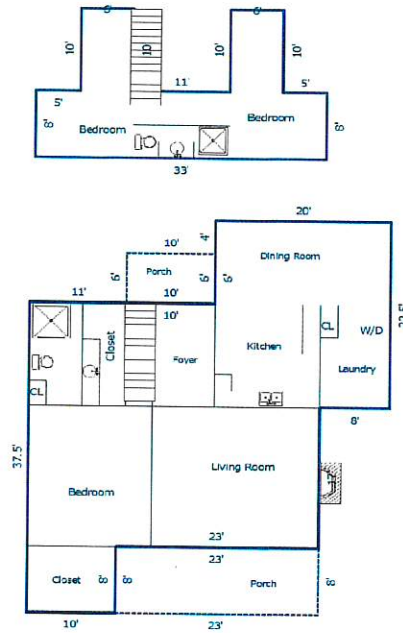 6' 6'
10' 10' 10' 10'
11'
5' 5'
8' Bedroom Bedroom 8'
33'
20'
10' 4' Dining Room
6' Porch 6' 6'
11' 10'
10'
CL W/D
Closet Foyer Kitchen
CL Laundry
8'
37.5'
Living Room
Bedroom
23'
23'
Closet 8' 8' Porch 8'
10' 23'